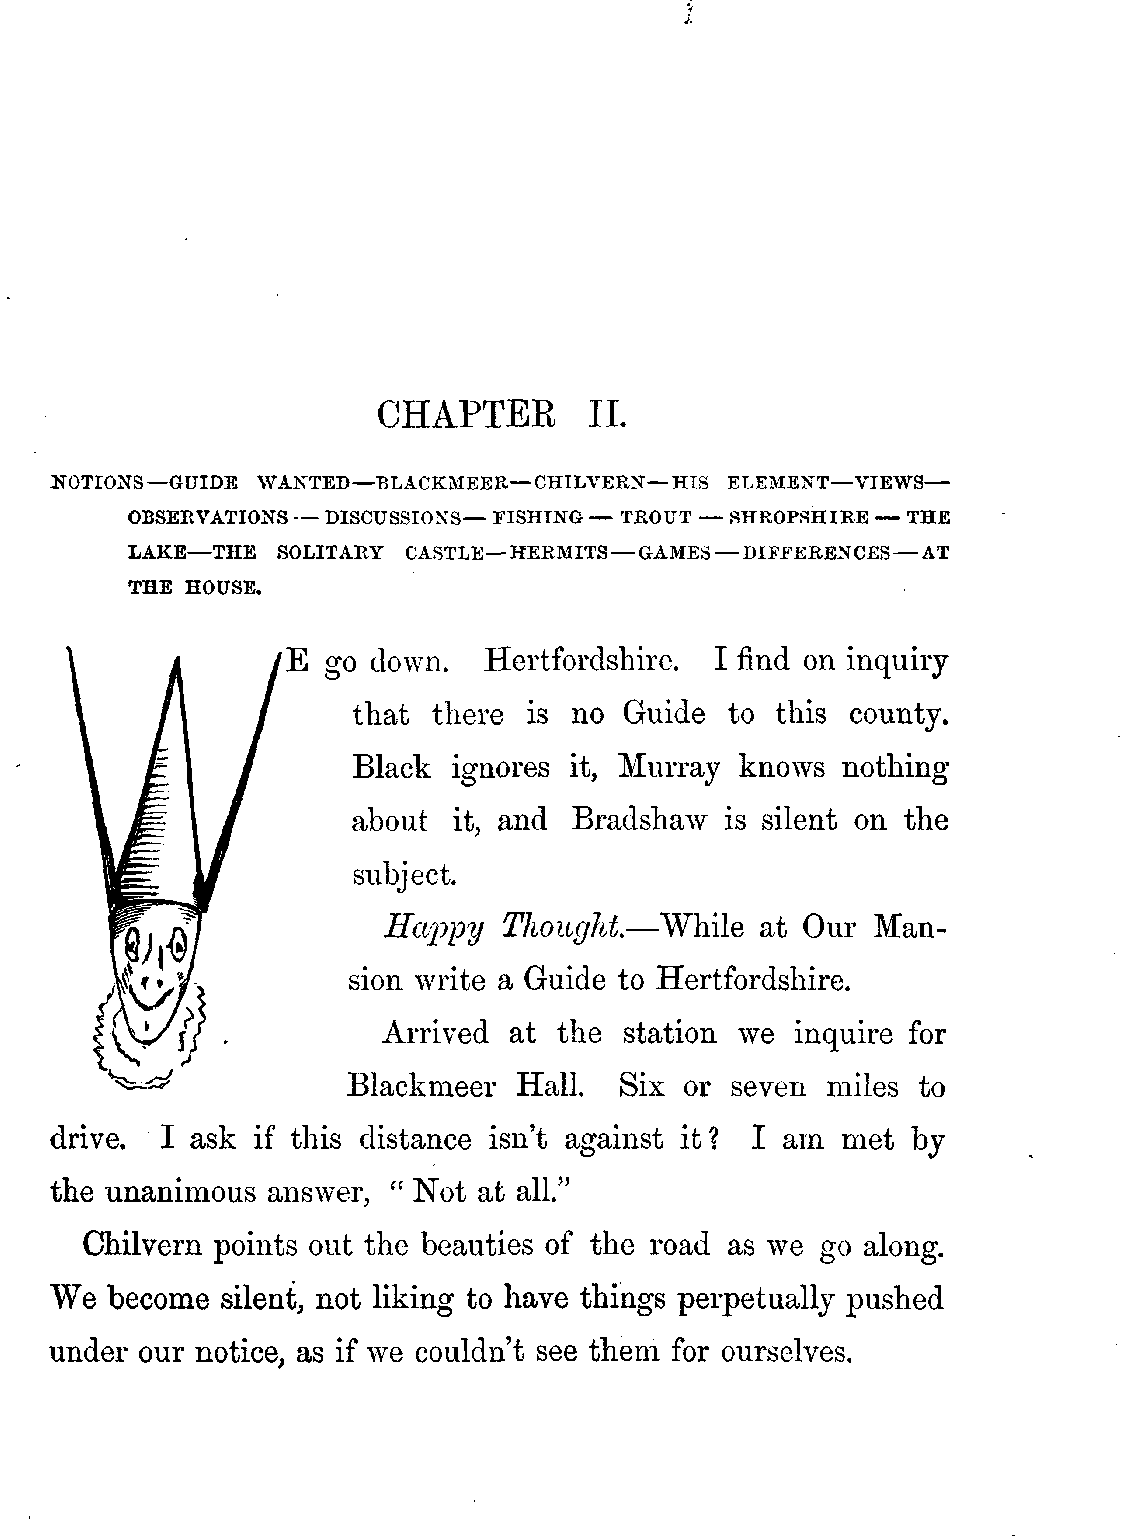 CHAPTER II.
NOTIONS—GUIDE WANTED—BLACKMEER—CHILVERN—HIS ELEMENT—VIEWS—
OBSERVATIONS — DISCUSSIONS— FISHING — TROUT — SHROPSHIRE — THE
LAKE—THE SOLITARY CASTLE—HERMITS—GAMES—DIFFERENCES—AT
THE HOUSE.
WE go down. Hertfordshire. I find on inquiry
that there is no Guide to this county.
Black ignores it, Murray knows nothing
about it, and Bradshaw is silent on the
subject.
Happy Thought.—While at Our Man-
sion write a Guide to Hertfordshire.
Arrived at the station we inquire for
Blackmeer Hall. Six or seven miles to
drive. I ask if this distance isn't against it? I am met by
the unanimous answer, “ Not at all.”
Chilvern points out the beauties of the road as we go along.
We become silent, not liking to have things perpetually pushed
under our notice, as if we couldn't see them for ourselves.